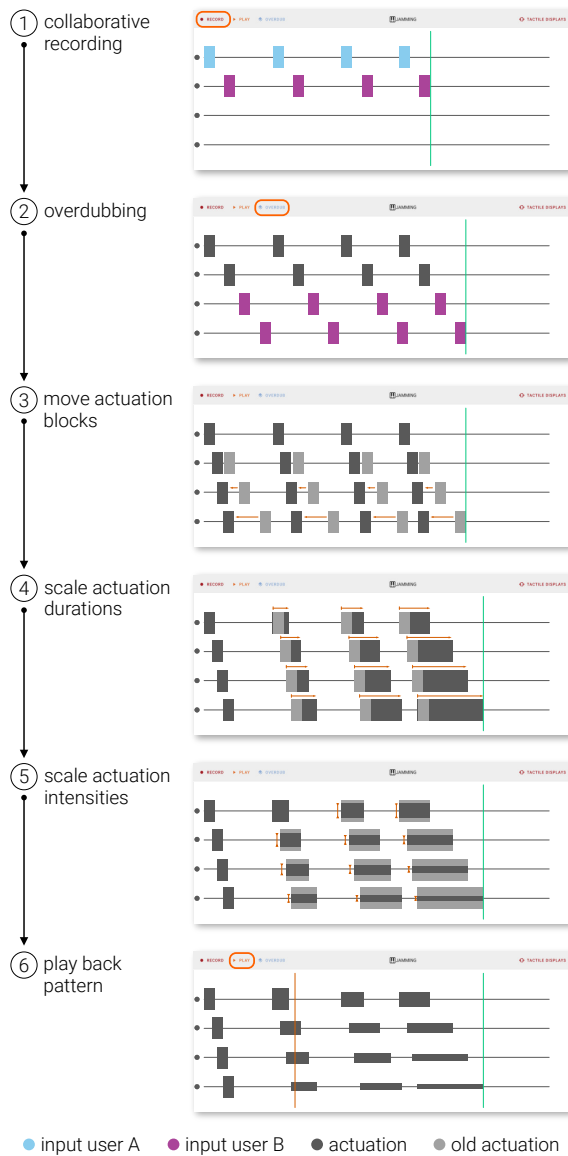 1 collaborative
recording
RECORD PLAY JAMMING TACTILE DISPLAYS
2 overdubbing
RECORD PLAY OVERDUB JAMMING TACTILE DISPLAYS
3 move actuation
blocks
RECORD PLAY OVERDUB JAMMING TACTILE DISPLAYS
4 scale actuation
durations
RECORD PLAY OVERDUB JAMMING TACTILE DISPLAYS
5 scale actuation
intensities
RECORD PLAY OVERDUB JAMMING TACTILE DISPLAYS
6 play back
pattern
RECORD PLAY OVERDUB JAMMING TACTILE DISPLAYS
input user A input user B actuation old actuation